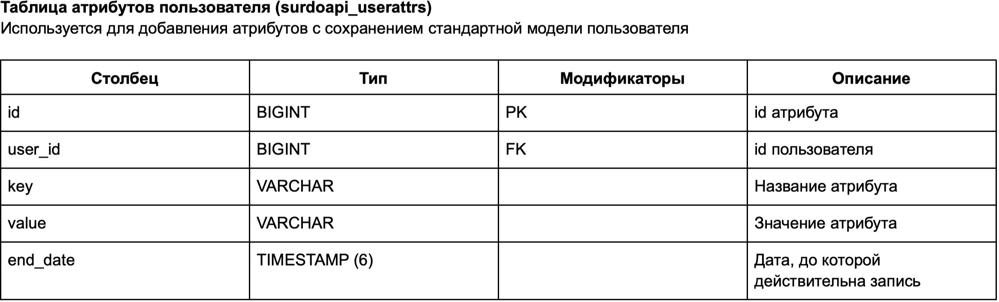 Таблица атрибутов пользователя (surdoapi_userattrs)
Используется для добавления атрибутов с сохранением стандартной модели пользователя
Столбец Тип Модификаторы Описание
id BIGINT PK id атрибута
user_id BIGINT FK id пользователя
key VARCHAR Название атрибута
value VARCHAR Значение атрибута
end_date TIMESTAMP (6) Дата, до которой
действительна запись